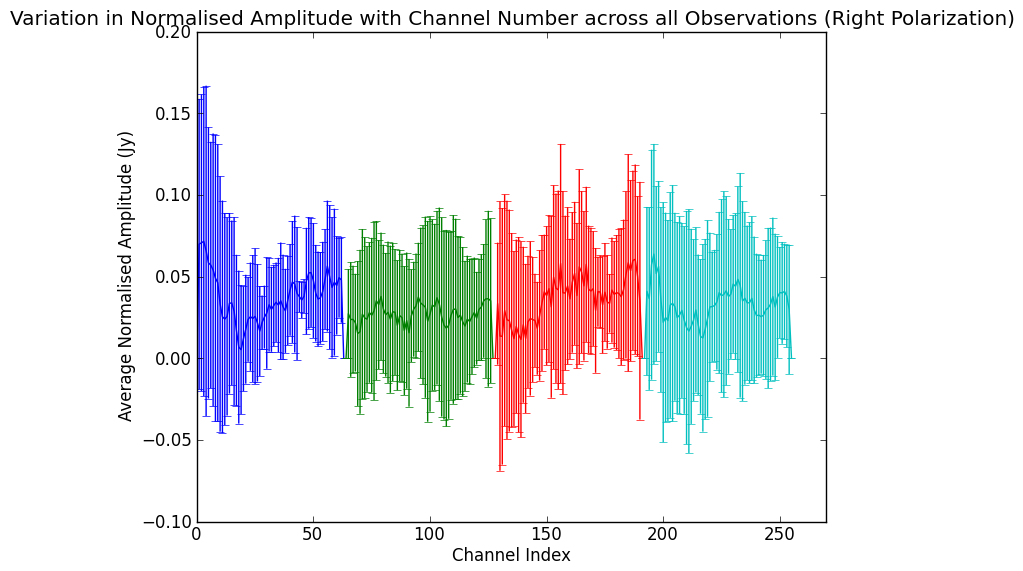 Variation in Normalised Amplitude with Channel Number across all Observations (Right Polarization)
0.20
0.15
0.10
0.05
0.00
−0.05
−0.10
Average Normalised Amplitude (Jy)
0 50 100 150 200 250
Channel Index